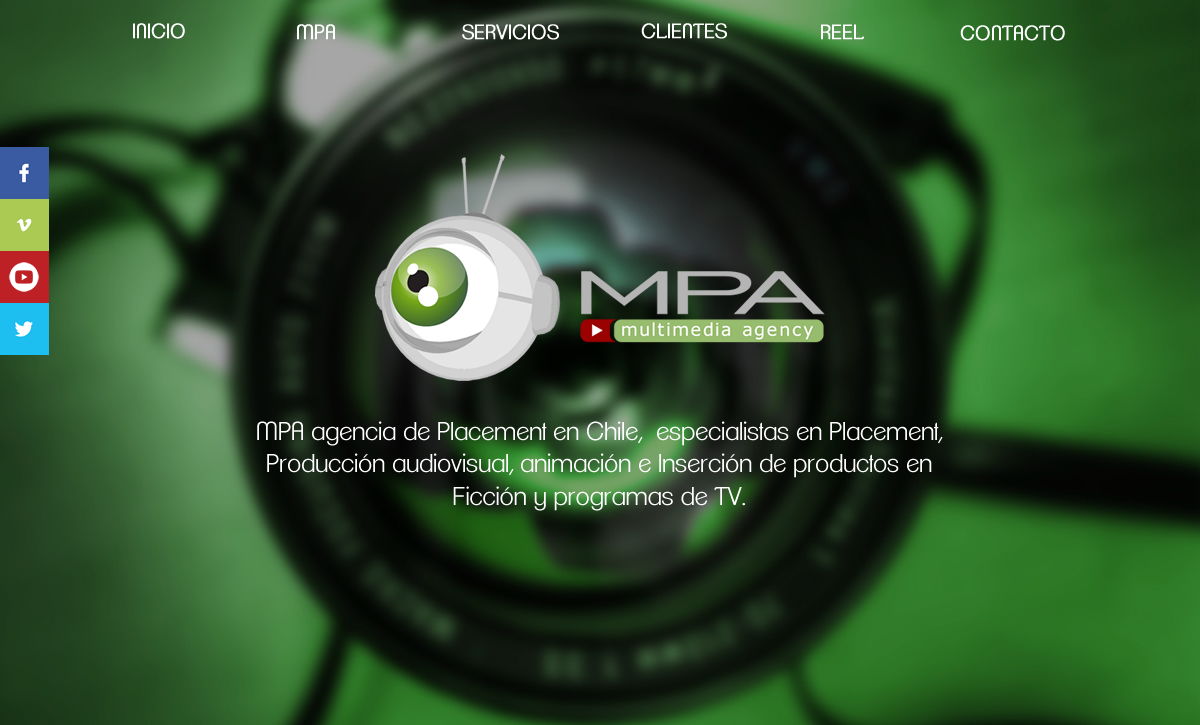 INICIO
MPA
SERVICIOS
CLIENTES
REEL
CONTACTO
MPA
multimedia agency
MPA agencia de Placement en Chile, especialistas en Placement,
Producción audiovisual, animación e Inserción de productos en
Ficción y programas de TV.